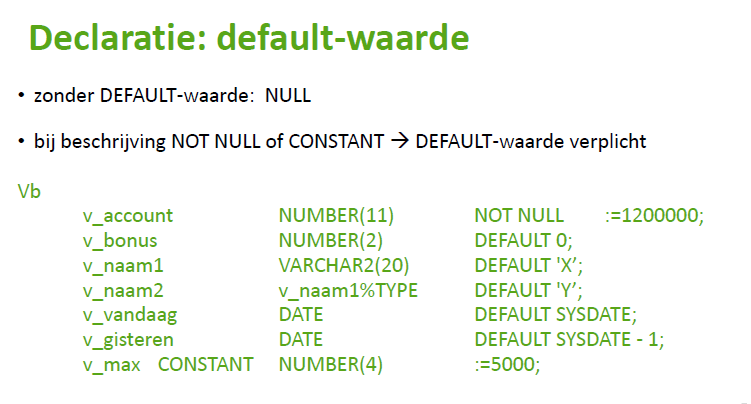 Declaratie: default-waarde
• zonder DEFAULT-waarde: NULL
• bij beschrijving NOT NULL of CONSTANT → DEFAULT-waarde verplicht
Vb
v_account NUMBER(11) NOT NULL :=1200000;
v_bonus NUMBER(2) DEFAULT 0;
v_naam1 VARCHAR2(20) DEFAULT 'X’;
v_naam2 v_naam1%TYPE DEFAULT 'Y’;
v_vandaag DATE DEFAULT SYSDATE;
v_gisteren DATE DEFAULT SYSDATE - 1;
v_max CONSTANT NUMBER(4) :=5000;